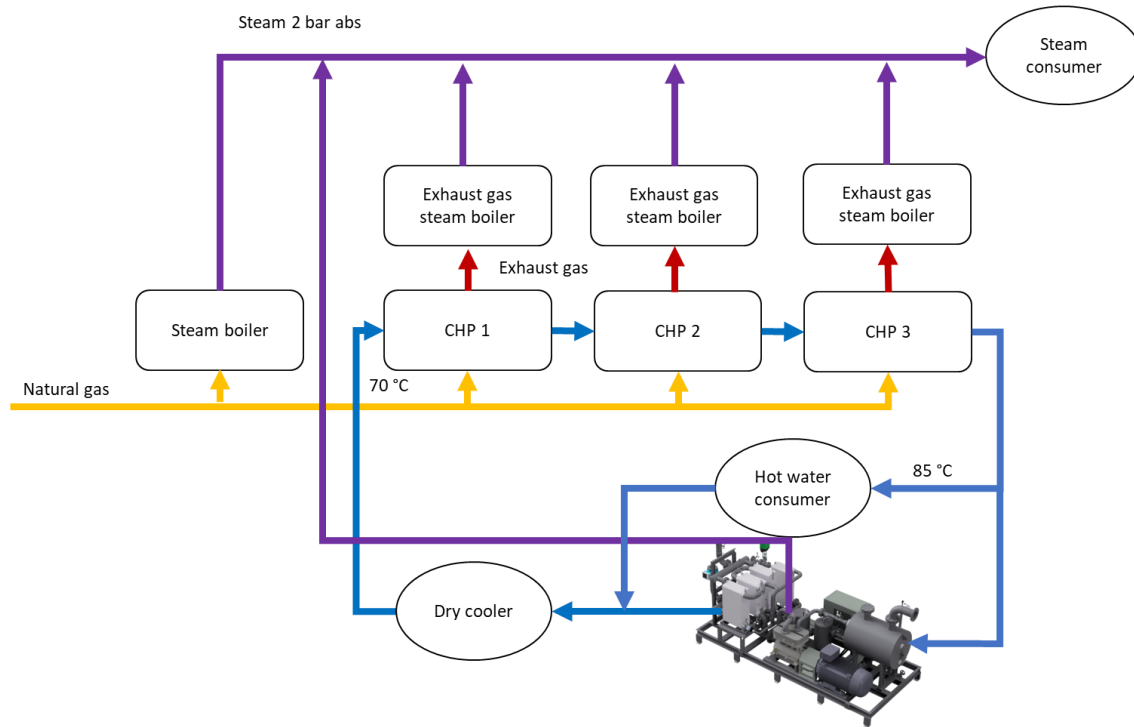 Steam 2 bar abs
Steam
consumer
Exhaust gas
steam boiler
Exhaust gas
steam boiler
Exhaust gas
steam boiler
Exhaust gas
Steam boiler
CHP 1
CHP 2
CHP 3
Natural gas
70 °C
Hot water
consumer
85 °C
Dry cooler